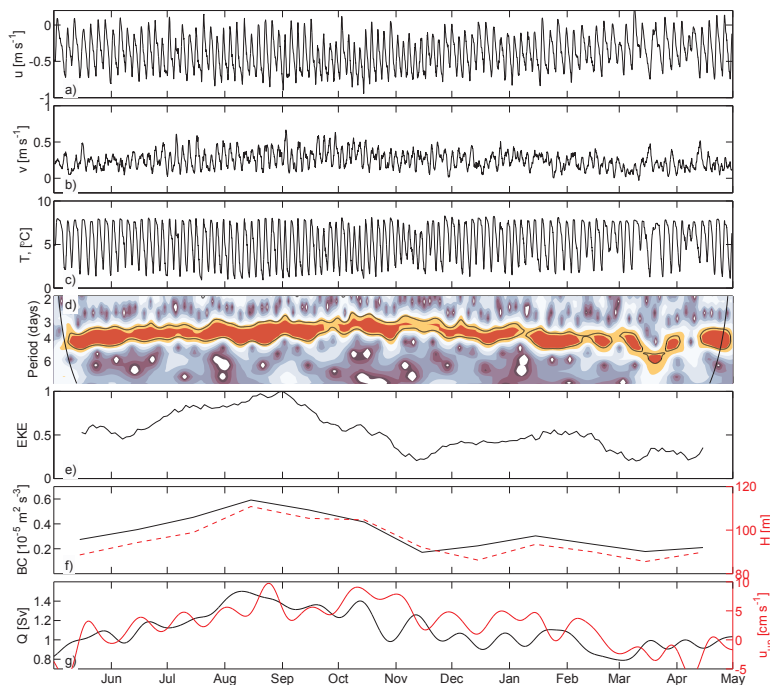 0
-0.5
-1
u [m s⁻¹]
a)
1
0.5
0
v [m s⁻¹]
b)
10
5
0
T, [°C]
c)
2
3
4
6
Period (days)
d)
1
0.5
0
EKE
e)
0.6
0.4
0.2
BC [10⁻⁵ m² s⁻³]
f)
120
100
80
H [m]
1.4
1.2
1
0.8
Q [Sv]
g)
10
5
0
-5
[cm s⁻¹]
Jun Jul Aug Sep Oct Nov Dec Jan Feb Mar Apr May